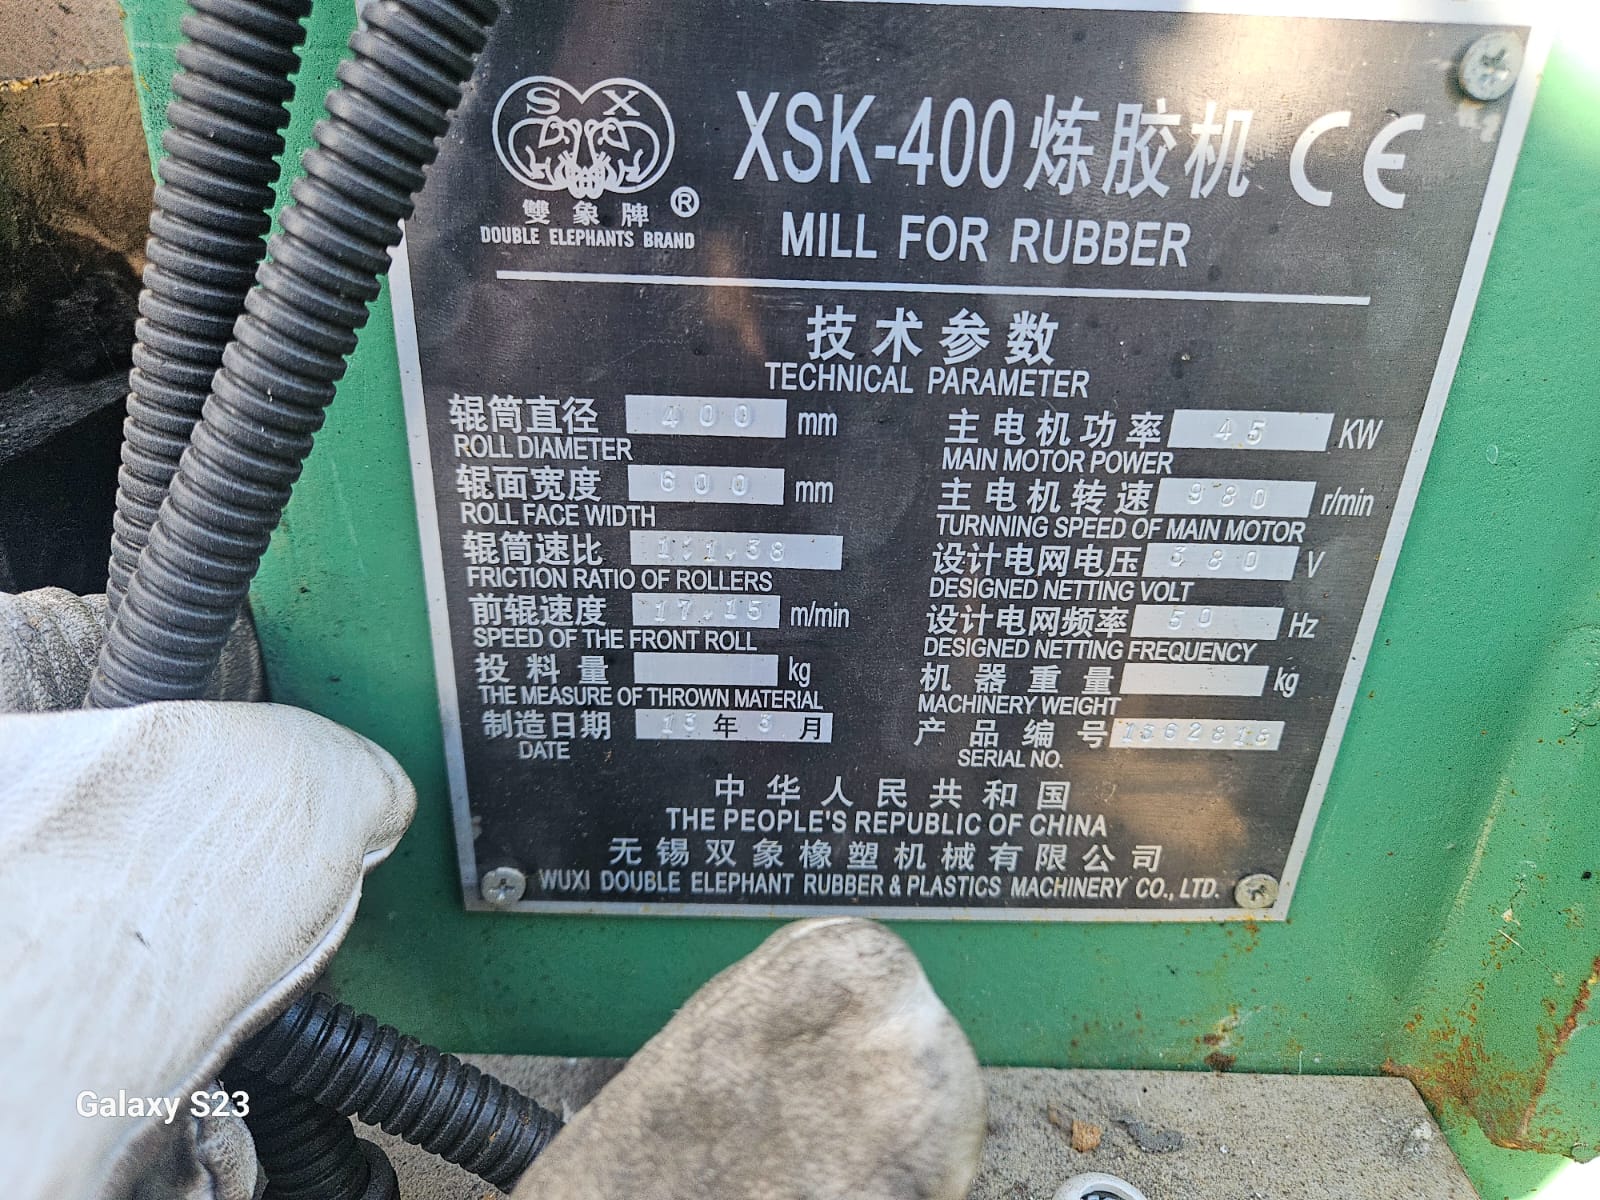 S X
雙象牌 ®
DOUBLE ELEPHANTS BRAND
XSK-400炼胶机 CE
MILL FOR RUBBER
技术参数
TECHNICAL PARAMETER
辊筒直径 400 mm
ROLL DIAMETER
辊面宽度 600 mm
ROLL FACE WIDTH
辊筒速比 1:1.38
FRICTION RATIO OF ROLLERS
前辊速度 17.15 m/min
SPEED OF THE FRONT ROLL
投料量 kg
THE MEASURE OF THROWN MATERIAL
制造日期 13年3月
DATE
主电机功率 45 KW
MAIN MOTOR POWER
主电机转速 980 r/min
TURNNING SPEED OF MAIN MOTOR
设计电网电压 380 V
DESIGNED NETTING VOLT
设计电网频率 50 Hz
DESIGNED NETTING FREQUENCY
机器重量 kg
MACHINERY WEIGHT
产品编号 1362818
SERIAL NO.
中华人民共和国
THE PEOPLE'S REPUBLIC OF CHINA
无锡双象橡塑机械有限公司
WUXI DOUBLE ELEPHANT RUBBER & PLASTICS MACHINERY CO., LTD.
Galaxy S23